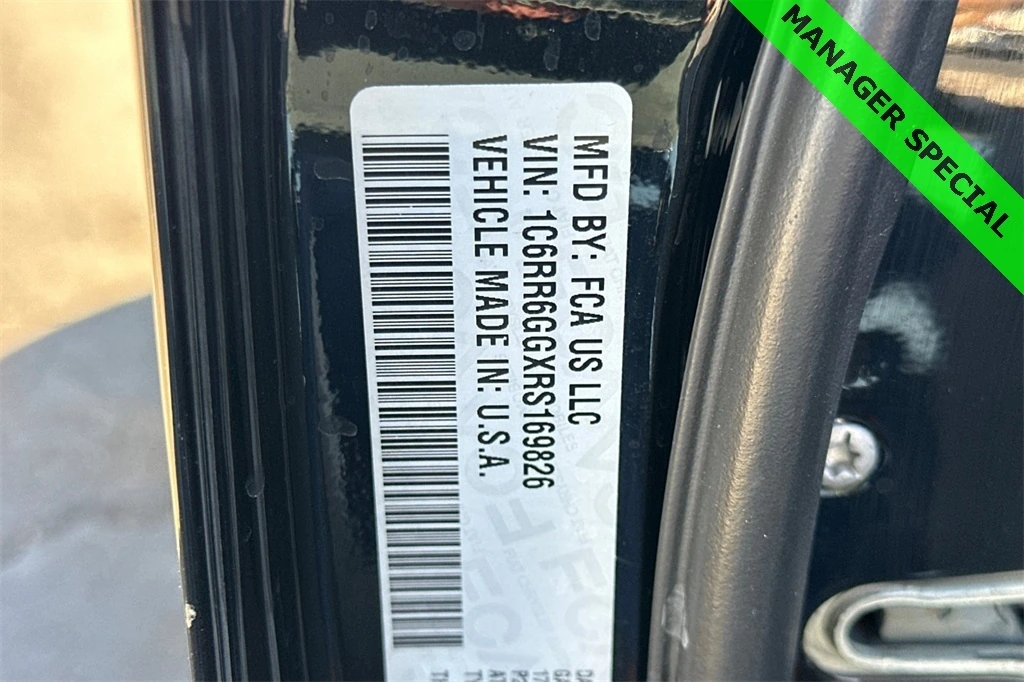 MANAGER SPECIAL
MFD BY: FCA US LLC
VIN: 1C6RR6GGXRS169826
VEHICLE MADE IN: U.S.A.